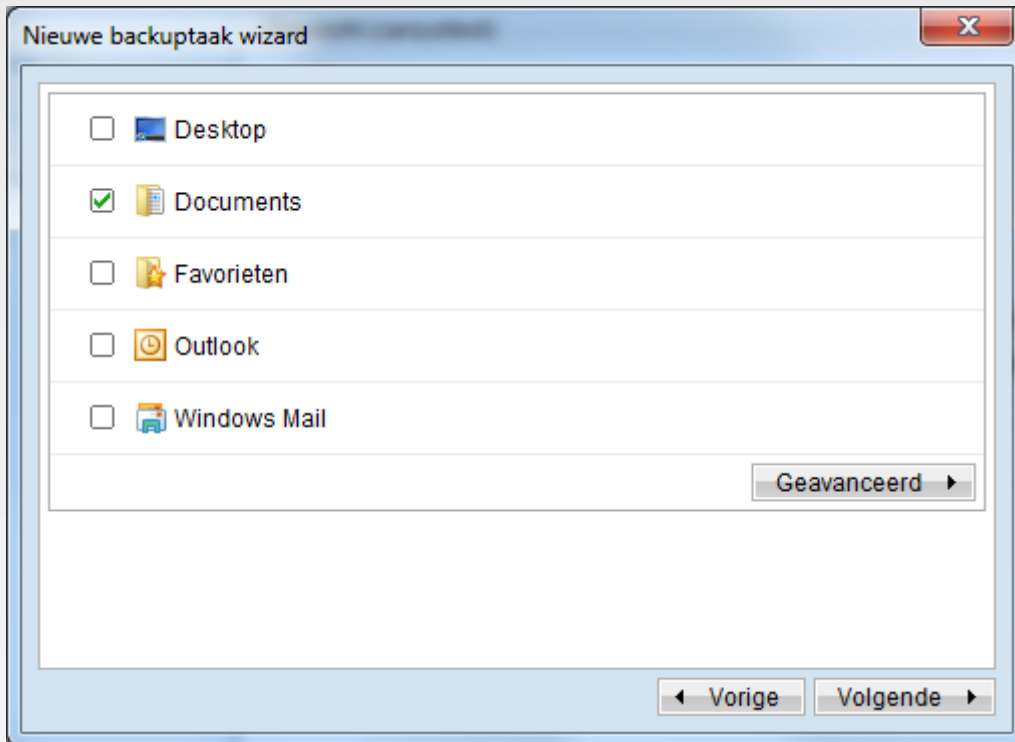 Nieuwe backuptaak wizard
Desktop
Documents
Favorieten
Outlook
Windows Mail
Geavanceerd
Vorige
Volgende